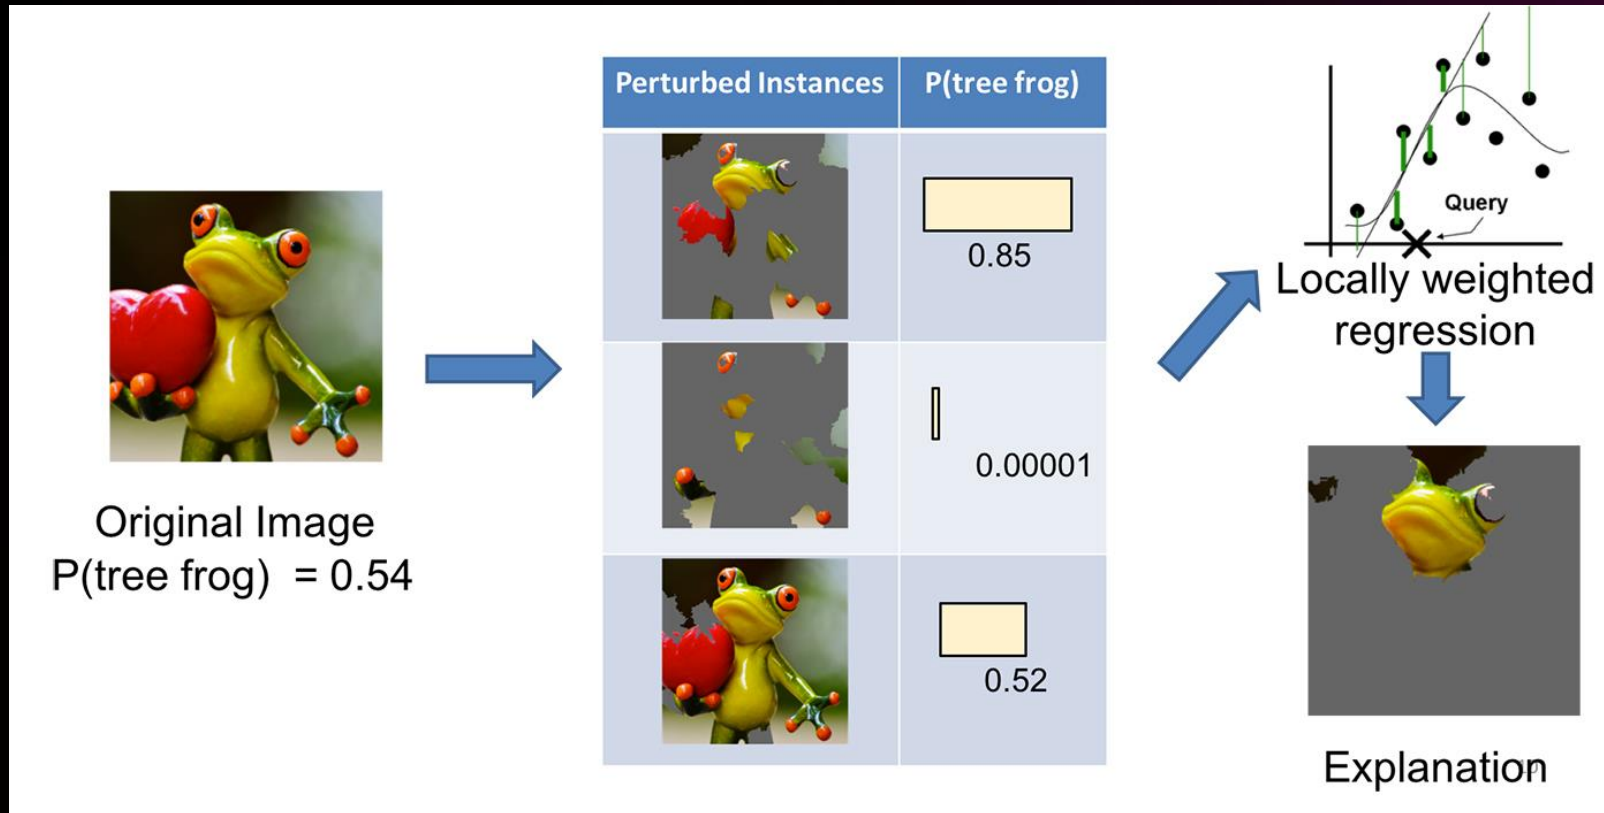 Original Image
P(tree frog) = 0.54
Perturbed Instances
P(tree frog)
0.85
0.00001
0.52
Query
Locally weighted
regression
Explanation